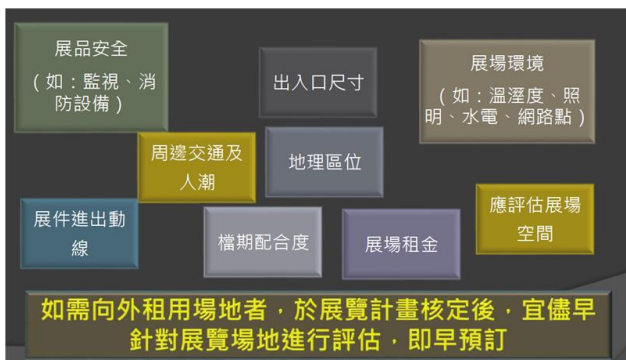 展品安全
（如：監視、消
防設備）
出入口尺寸
展場環境
（如：溫溼度、照
明、水電、網路點）
周邊交通及
人潮
地理區位
應評估展場
空間
展件進出動
線
檔期配合度
展場租金
如需向外租用場地者，於展覽計畫核定後，宜儘早
針對展覽場地進行評估，即早預訂